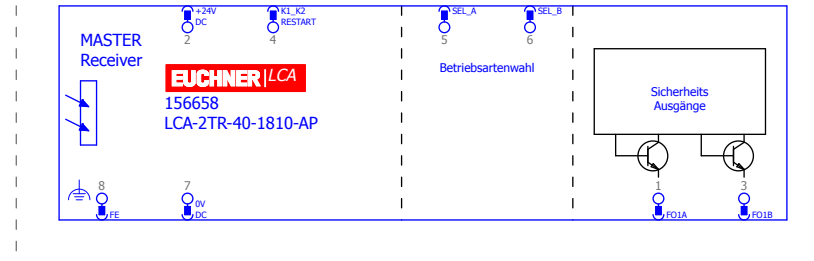 +24V
DC
2
K1_K2
RESTART
4
SEL_A
5
SEL_B
6
MASTER
Receiver
EUCHNER LCA
156658
LCA-2TR-40-1810-AP
Betriebsartenwahl
Sicherheits
Ausgänge
8
FE
7
0V
DC
1
FO1A
3
FO1B